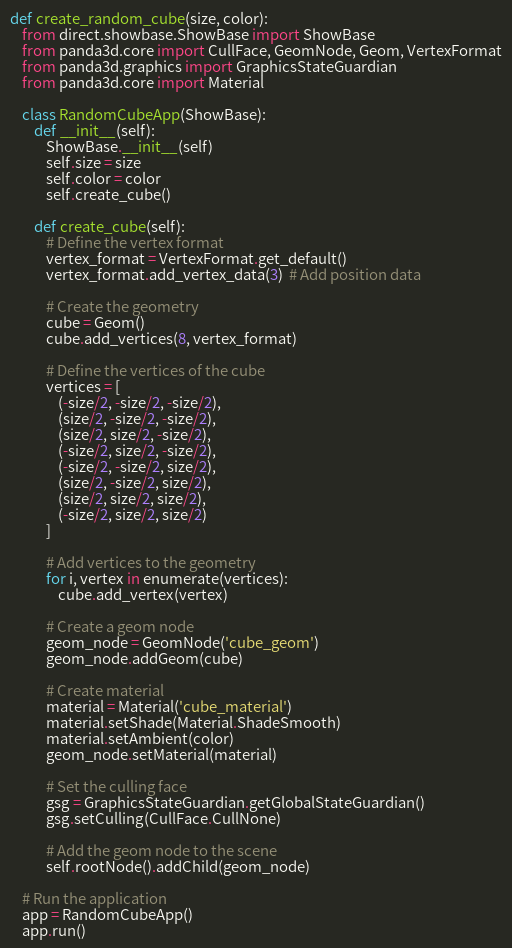 def create_random_cube(size, color):
from direct.showbase.ShowBase import ShowBase
from panda3d.core import CullFace, GeomNode, Geom, VertexFormat
from panda3d.graphics import GraphicsStateGuardian
from panda3d.core import Material
class RandomCubeApp(ShowBase):
def __init__(self):
ShowBase.__init__(self)
self.size = size
self.color = color
self.create_cube()
def create_cube(self):
# Define the vertex format
vertex_format = VertexFormat.get_default()
vertex_format.add_vertex_data(3)  # Add position data
# Create the geometry
cube = Geom()
cube.add_vertices(8, vertex_format)
# Define the vertices of the cube
vertices = [
(-size/2, -size/2, -size/2),
(size/2, -size/2, -size/2),
(size/2, size/2, -size/2),
(-size/2, size/2, -size/2),
(-size/2, -size/2, size/2),
(size/2, -size/2, size/2),
(size/2, size/2, size/2),
(-size/2, size/2, size/2)
]
# Add vertices to the geometry
for i, vertex in enumerate(vertices):
cube.add_vertex(vertex)
# Create a geom node
geom_node = GeomNode('cube_geom')
geom_node.addGeom(cube)
# Create material
material = Material('cube_material')
material.setShade(Material.ShadeSmooth)
material.setAmbient(color)
geom_node.setMaterial(material)
# Set the culling face
gsg = GraphicsStateGuardian.getGlobalStateGuardian()
gsg.setCulling(CullFace.CullNone)
# Add the geom node to the scene
self.rootNode().addChild(geom_node)
# Run the application
app = RandomCubeApp()
app.run()